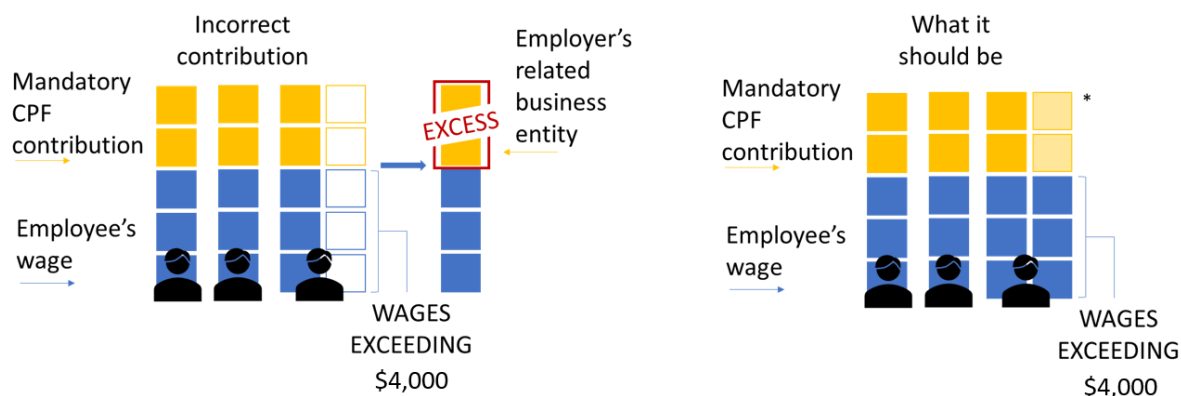 Incorrect
contribution
Mandatory
CPF
contribution
Employee's
wage
EXCESS
Employer's
related
business
entity
WAGES
EXCEEDING
$4,000
What it
should be
Mandatory
CPF
contribution
*
Employee's
wage
WAGES
EXCEEDING
$4,000